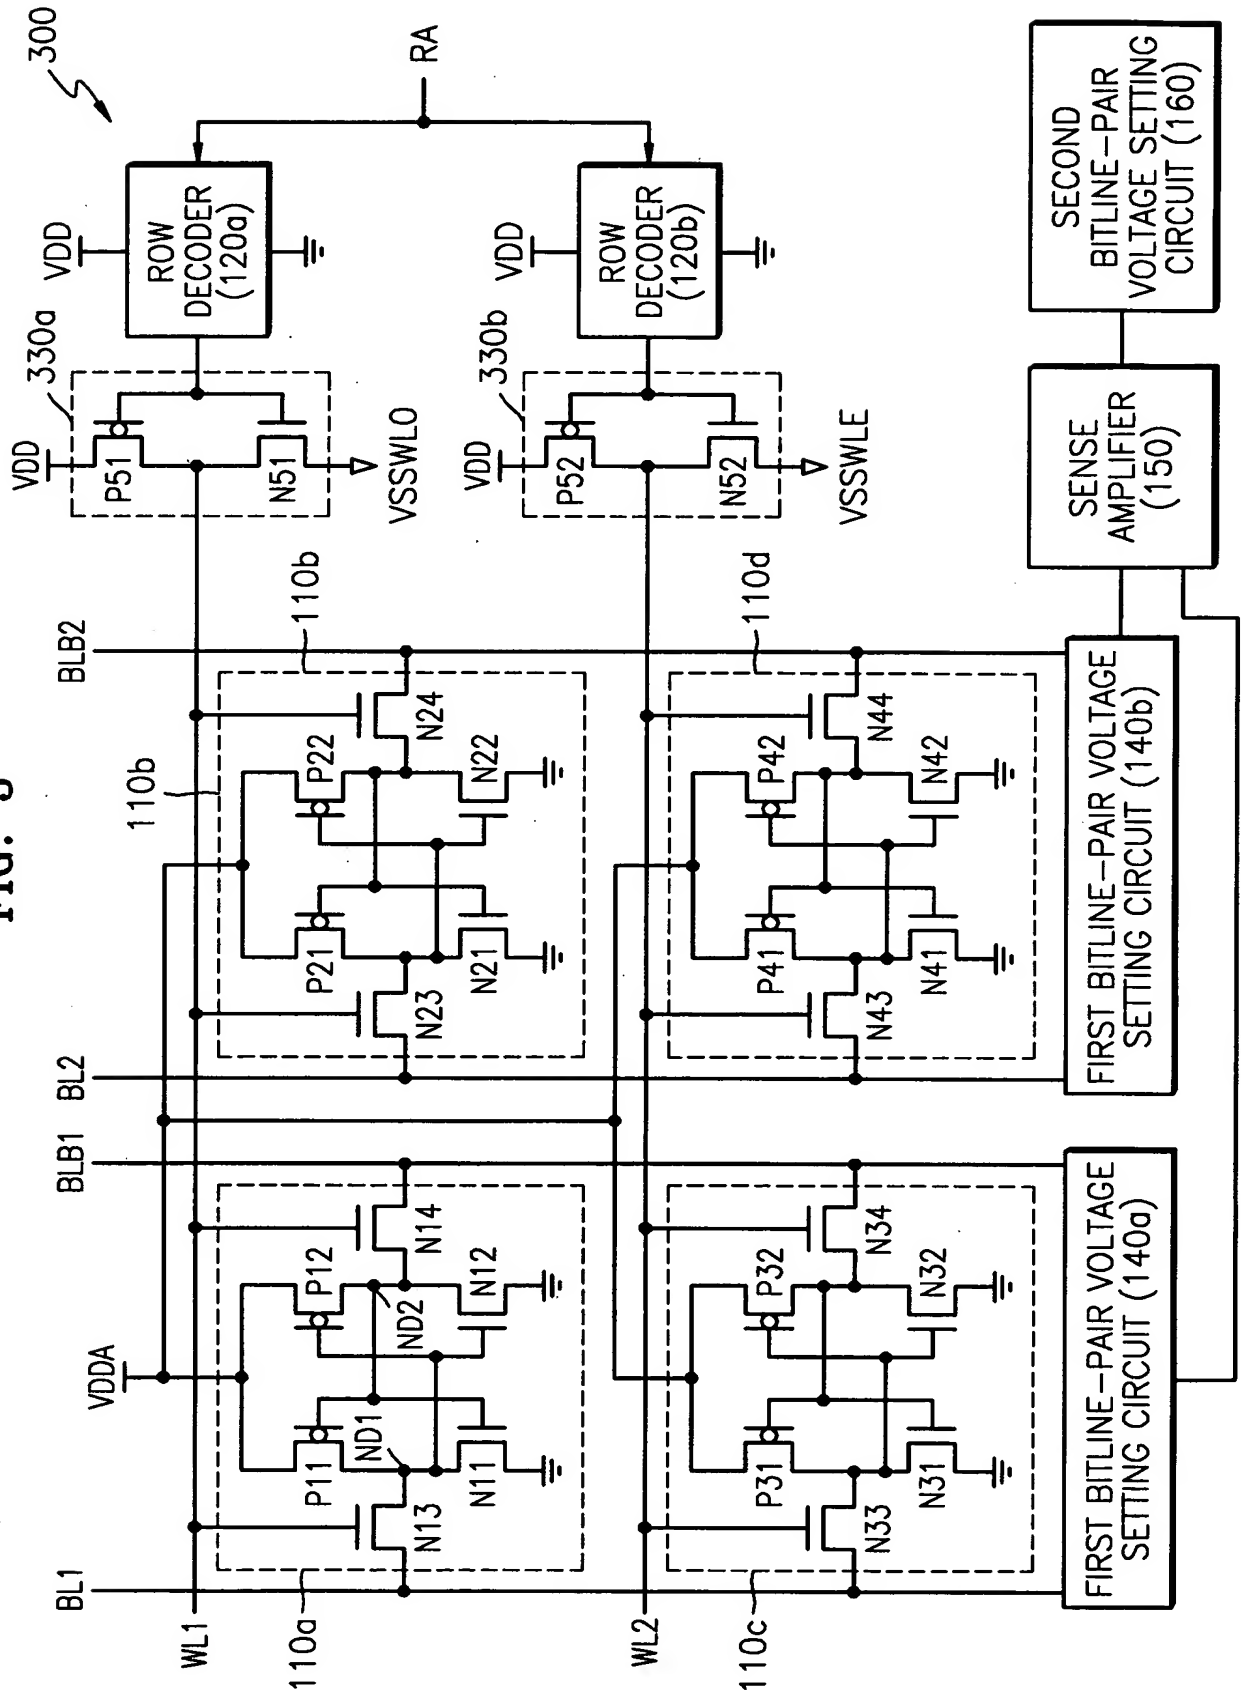 FIG.
300
BL1
VDDA
BLB1
BL2
BLB2
VDD
VDD
330a
RA
WL1
110a
110b
110b
P11
P12
ND1
ND2
N13
N11
N12
N14
P21
P22
N23
N21
N22
N24
P51
N51
VSSWLO
ROW
DECODER
(120a)
WL2
110c
110d
P31
P32
N33
N31
N32
N34
P41
P42
N43
N41
N42
N44
VDD
VDD
330b
P52
N52
VSSWLE
ROW
DECODER
(120b)
FIRST BITLINE-PAIR VOLTAGE
SETTING CIRCUIT (140a)
FIRST BITLINE-PAIR VOLTAGE
SETTING CIRCUIT (140b)
SENSE
AMPLIFIER
(150)
SECOND
BITLINE-PAIR
VOLTAGE SETTING
CIRCUIT (160)